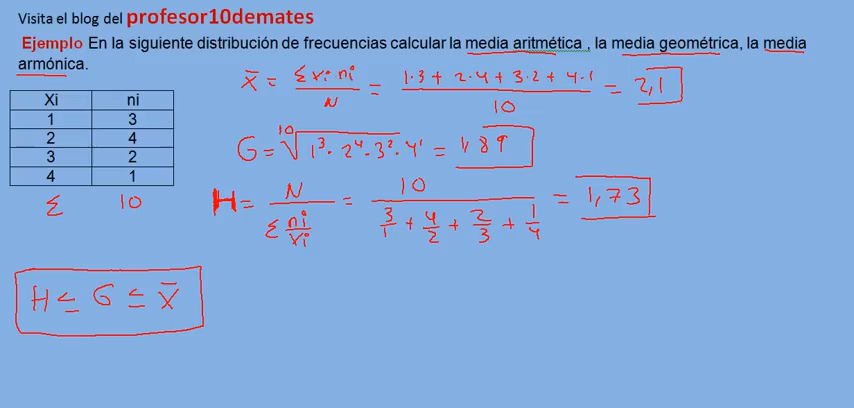 Visita el blog del profesor10demates
Ejemplo En la siguiente distribución de frecuencias calcular la media aritmética , la media geométrica, la media
armónica.
Xi ni
1 3
2 4
3 2
4 1
Σ 10
x̄ = Σ xi·ni / N = 1·3 + 2·4 + 3·2 + 4·1 / 10 = 2,1
G = ¹⁰√(1³·2⁴·3²·4¹) = 1,89
H = N / Σ ni/xi = 10 / 3/1 + 4/2 + 2/3 + 1/4 = 1,73
H ≤ G ≤ x̄